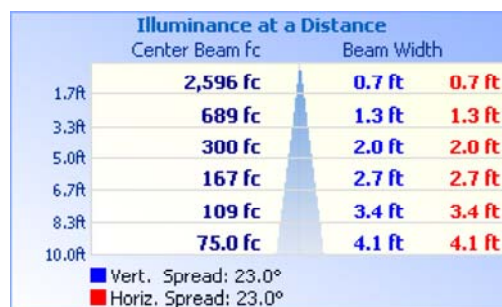 Illuminance at a Distance
Center Beam fc Beam Width
1.7ft 2,596 fc 0.7 ft 0.7 ft
3.3ft 689 fc 1.3 ft 1.3 ft
5.0ft 300 fc 2.0 ft 2.0 ft
6.7ft 167 fc 2.7 ft 2.7 ft
8.3ft 109 fc 3.4 ft 3.4 ft
10.0ft 75.0 fc 4.1 ft 4.1 ft
Vert. Spread: 23.0°
Horiz. Spread: 23.0°